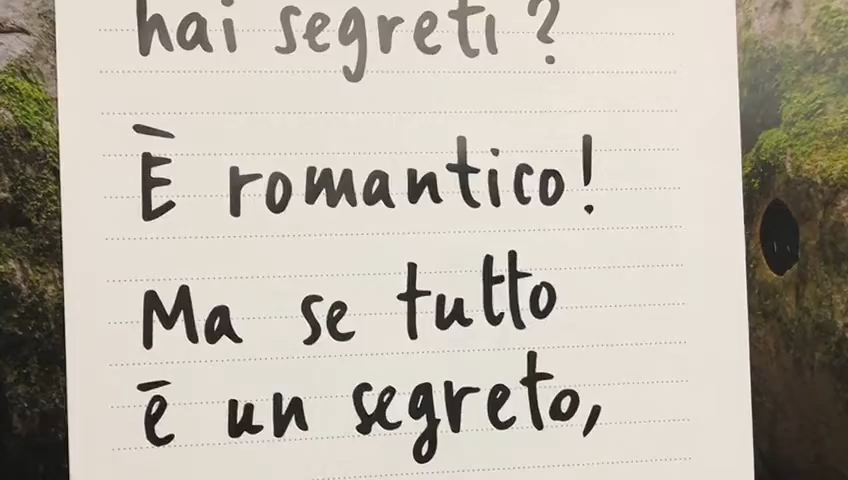 hai segreti?
È romantico!
Ma se tutto
è un segreto,